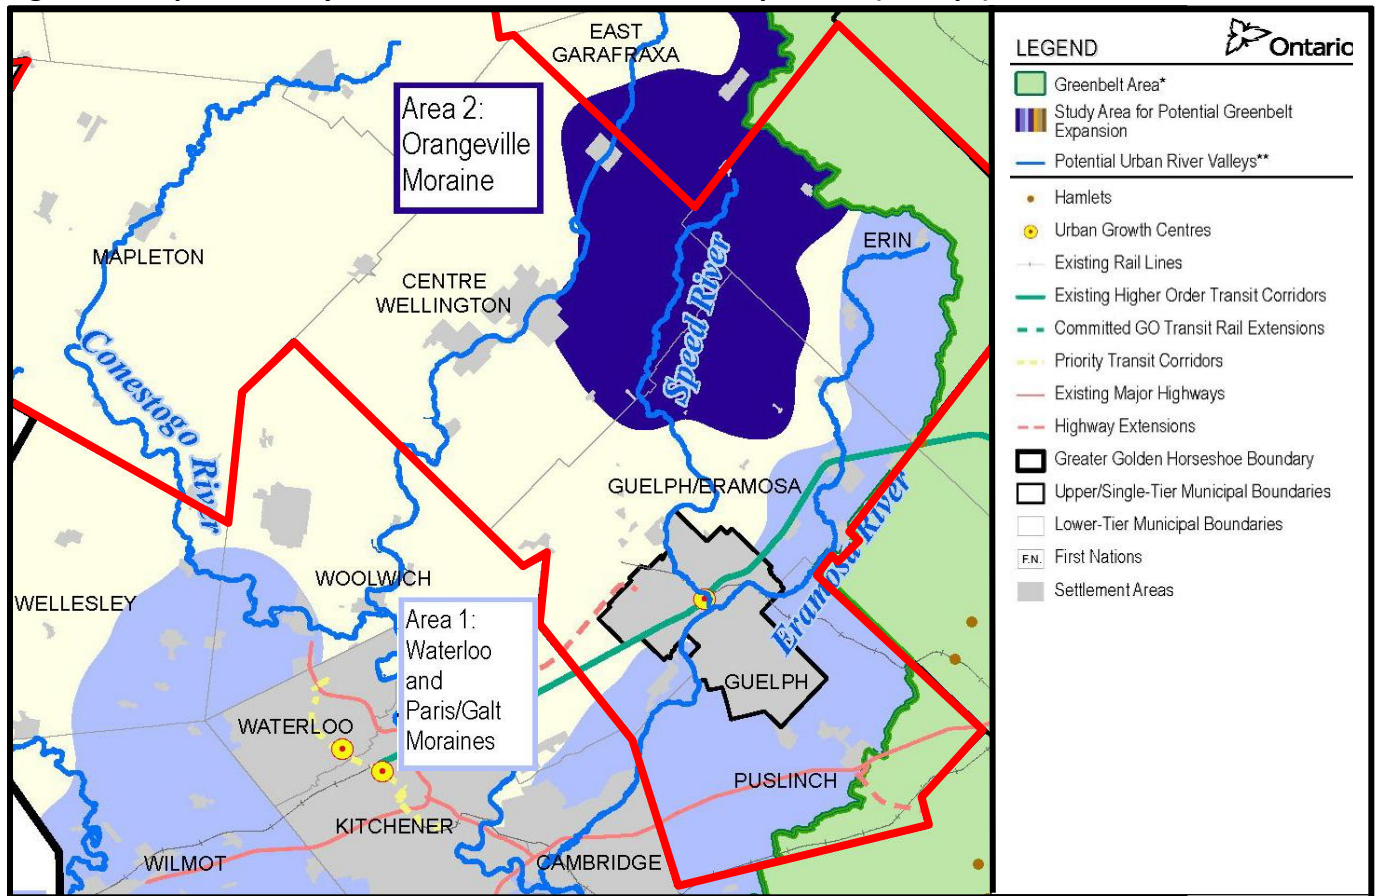 EAST
GARAFRAXA
Area 2:
Orangeville
Moraine
MAPLETON
CENTRE
WELLINGTON
ERIN
Speed River
Conestogo
River
GUELPH/ERAMOSA
Eramosa River
WOOLWICH
WELLESLEY
Area 1:
Waterloo
and
Paris/Galt
Moraines
GUELPH
WATERLOO
PUSLINCH
KITCHENER
WILMOT
CAMBRIDGE
LEGEND
Ontario
Greenbelt Area*
Study Area for Potential Greenbelt
Expansion
Potential Urban River Valleys**
Hamlets
Urban Growth Centres
Existing Rail Lines
Existing Higher Order Transit Corridors
Committed GO Transit Rail Extensions
Priority Transit Corridors
Existing Major Highways
Highway Extensions
Greater Golden Horseshoe Boundary
Upper/Single-Tier Municipal Boundaries
Lower-Tier Municipal Boundaries
F.N. First Nations
Settlement Areas